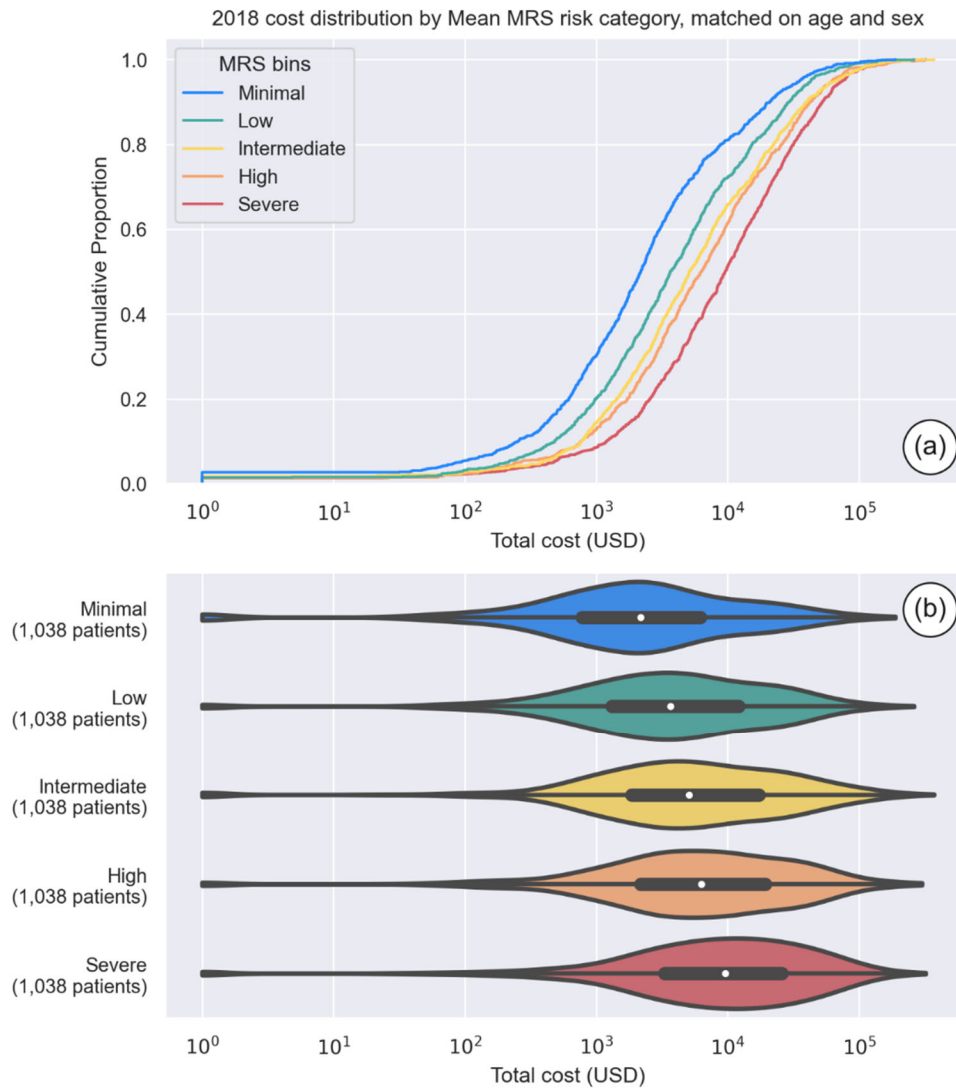 2018 cost distribution by Mean MRS risk category, matched on age and sex
1.0
0.8
0.6
0.4
0.2
0.0
Cumulative Proportion
MRS bins
Minimal
Low
Intermediate
High
Severe
(a)
10⁰ 10¹ 10² 10³ 10⁴ 10⁵
Total cost (USD)
(b)
Minimal
(1,038 patients)
Low
(1,038 patients)
Intermediate
(1,038 patients)
High
(1,038 patients)
Severe
(1,038 patients)
10⁰ 10¹ 10² 10³ 10⁴ 10⁵
Total cost (USD)